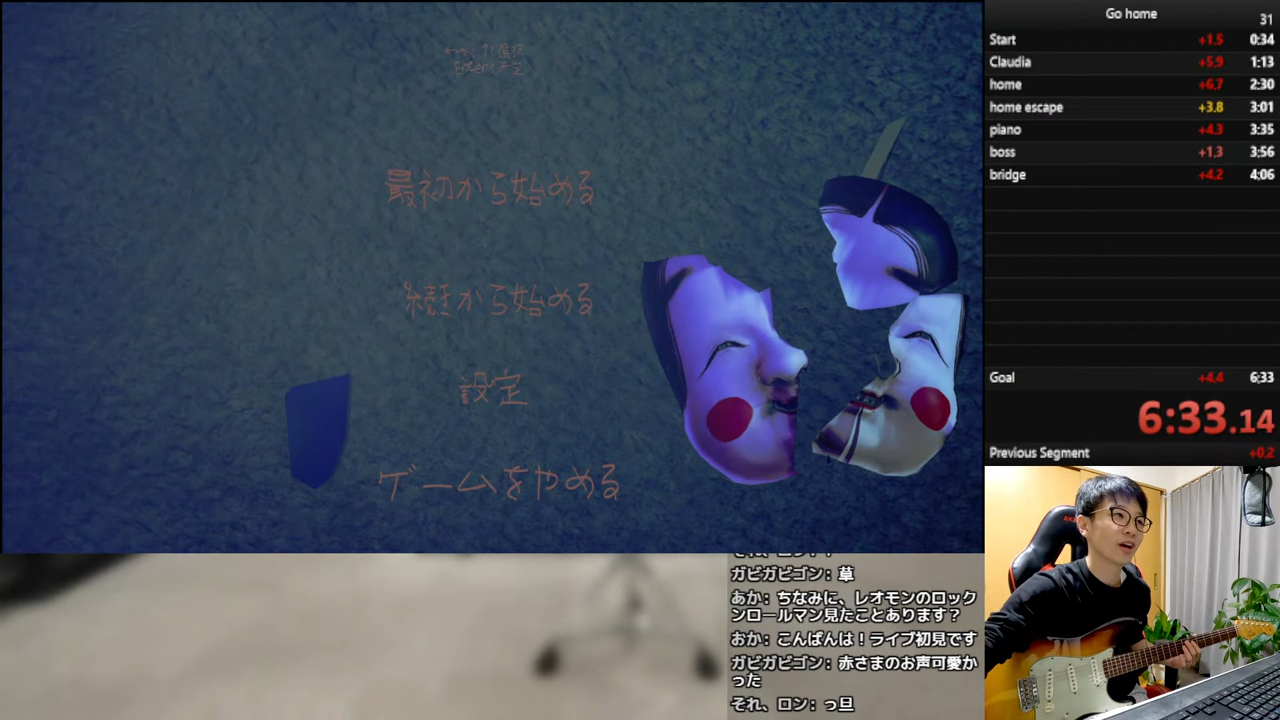 最初から始める
続きから始める
設定
ゲームをやめる
Go home
31
Start +1.5 0:34
Claudia +5.9 1:13
home +6.7 2:30
home escape +3.8 3:01
piano +4.3 3:35
boss +1.3 3:56
bridge +4.2 4:06
Goal +4.4 6:33
6:33.14
Previous Segment +0.2
ガビガビゴン: 草
あか: ちなみに、レオモンのロック
ンロールマン見たことあります？
おか: こんばんは！ライブ初見です
ガビガビゴン: 赤さまのお声可愛か
った
それ、ロン: っ旦